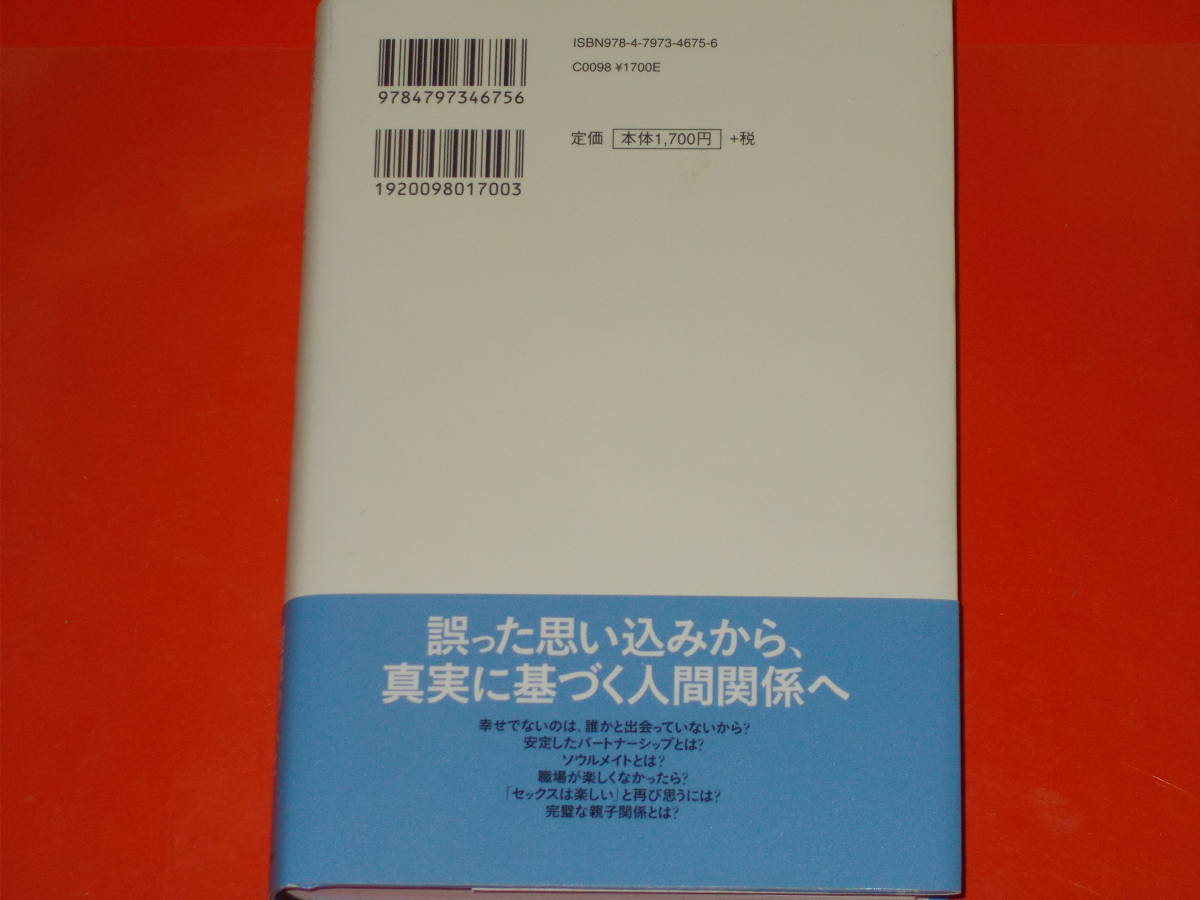 ISBN978-4-7973-4675-6
C0098 ¥1700E
9784797346756
定価 本体1,700円 +税
1920098017003
誤った思い込みから、
真実に基づく人間関係へ
幸せでないのは、誰かと出会っていないから?
安定したパートナーシップとは?
ソウルメイトとは?
職場が楽しくなかったら?
「セックスは楽しい」と再び思うには?
完璧な親子関係とは?